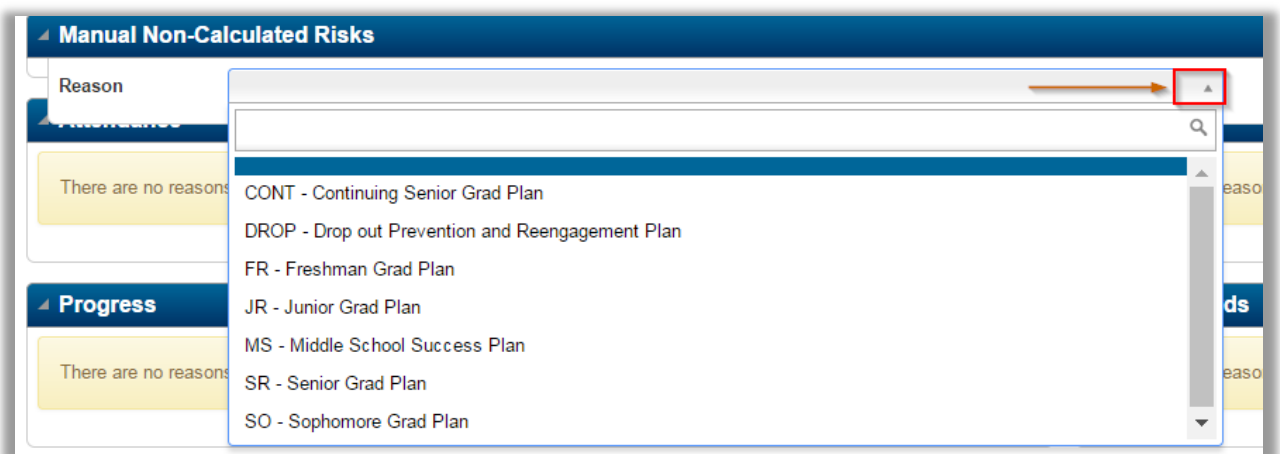 Manual Non-Calculated Risks
Reason
Attendance
There are no reasons
CONT - Continuing Senior Grad Plan
DROP - Drop out Prevention and Reengagement Plan
FR - Freshman Grad Plan
Progress
JR - Junior Grad Plan
ds
MS - Middle School Success Plan
There are no reasons
SR - Senior Grad Plan
SO - Sophomore Grad Plan